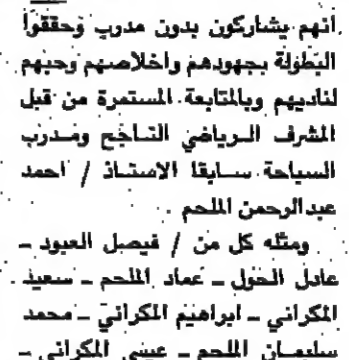 أنهم يشاركون بدون مدرب وحققوا
البطولة بجهودهم واخلاصهم وحبهم
لناديهم وبالمتابعة المستمرة من قبل
المشرف الرياضي الناجح ومدرب
السباحة سابقا الاستاذ / احمد
عبدالرحمن الملحم .
ومثله كل من / فيصل العبود ـ
عادل الحول ـ عماد الملحم ـ سعيد
المكراني ـ ابراهيم المكراني ـ محمد
سليمان الملحم ـ عيسى المكراني ـ